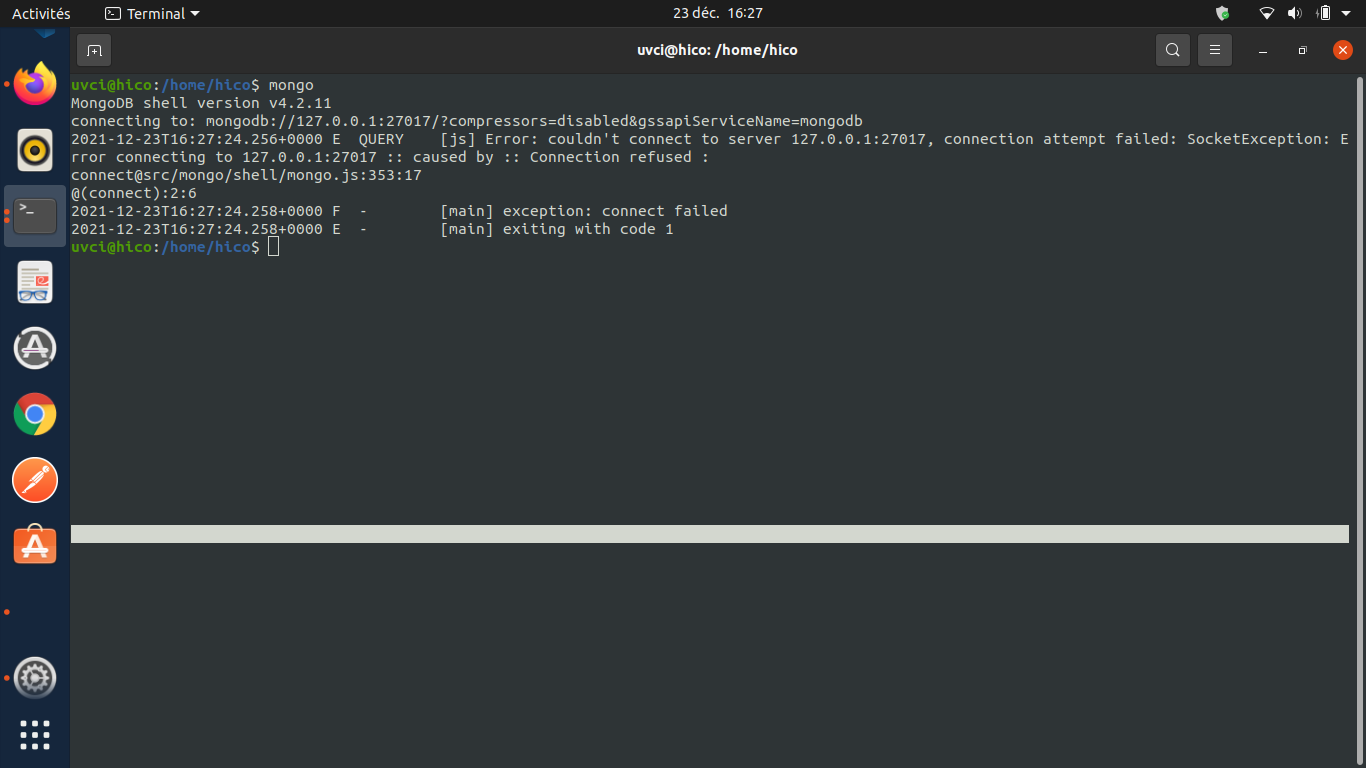 Activités
Terminal
23 déc. 16:27
uvci@hico: /home/hico
uvci@hico:/home/hico$ mongo
MongoDB shell version v4.2.11
connecting to: mongodb://127.0.0.1:27017/?compressors=disabled&gssapiServiceName=mongodb
2021-12-23T16:27:24.256+0000 E  QUERY    [js] Error: couldn't connect to server 127.0.0.1:27017, connection attempt failed: SocketException: E
rror connecting to 127.0.0.1:27017 :: caused by :: Connection refused :
connect@src/mongo/shell/mongo.js:353:17
@(connect):2:6
2021-12-23T16:27:24.258+0000 F  -        [main] exception: connect failed
2021-12-23T16:27:24.258+0000 E  -        [main] exiting with code 1
uvci@hico:/home/hico$